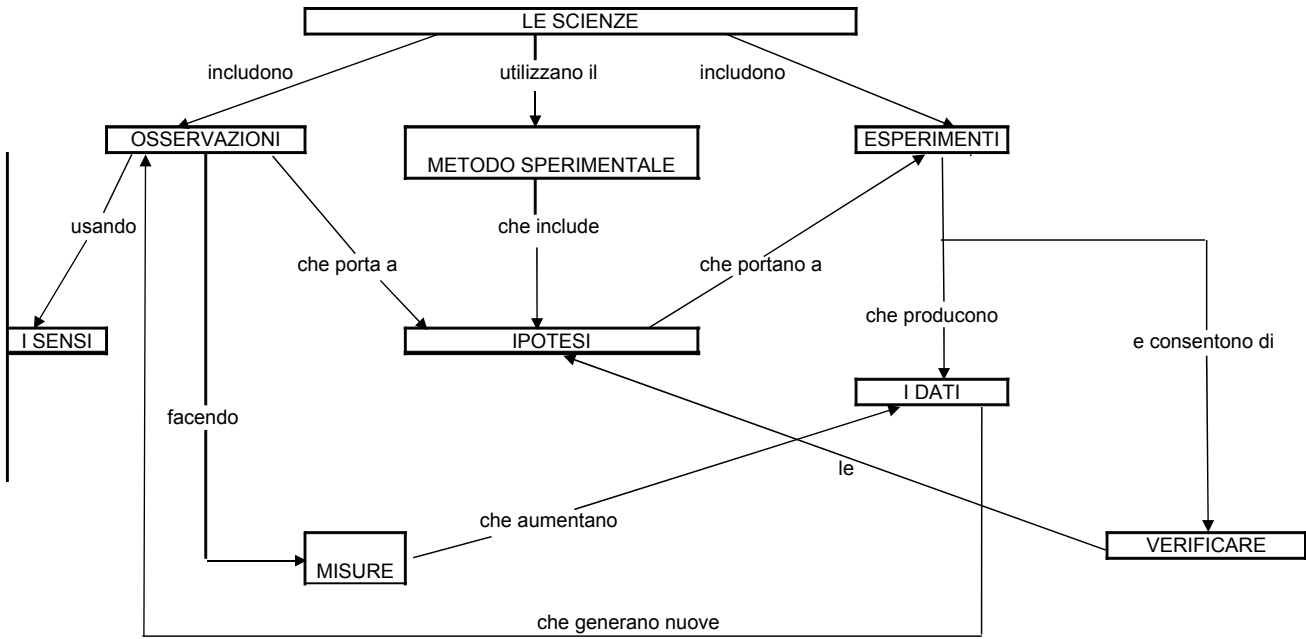 LE SCIENZE
includono
utilizzano il
includono
OSSERVAZIONI
METODO SPERIMENTALE
ESPERIMENTI
usando
che include
che porta a
che portano a
che producono
I SENSI
IPOTESI
e consentono di
I DATI
facendo
le
che aumentano
VERIFICARE
MISURE
che generano nuove